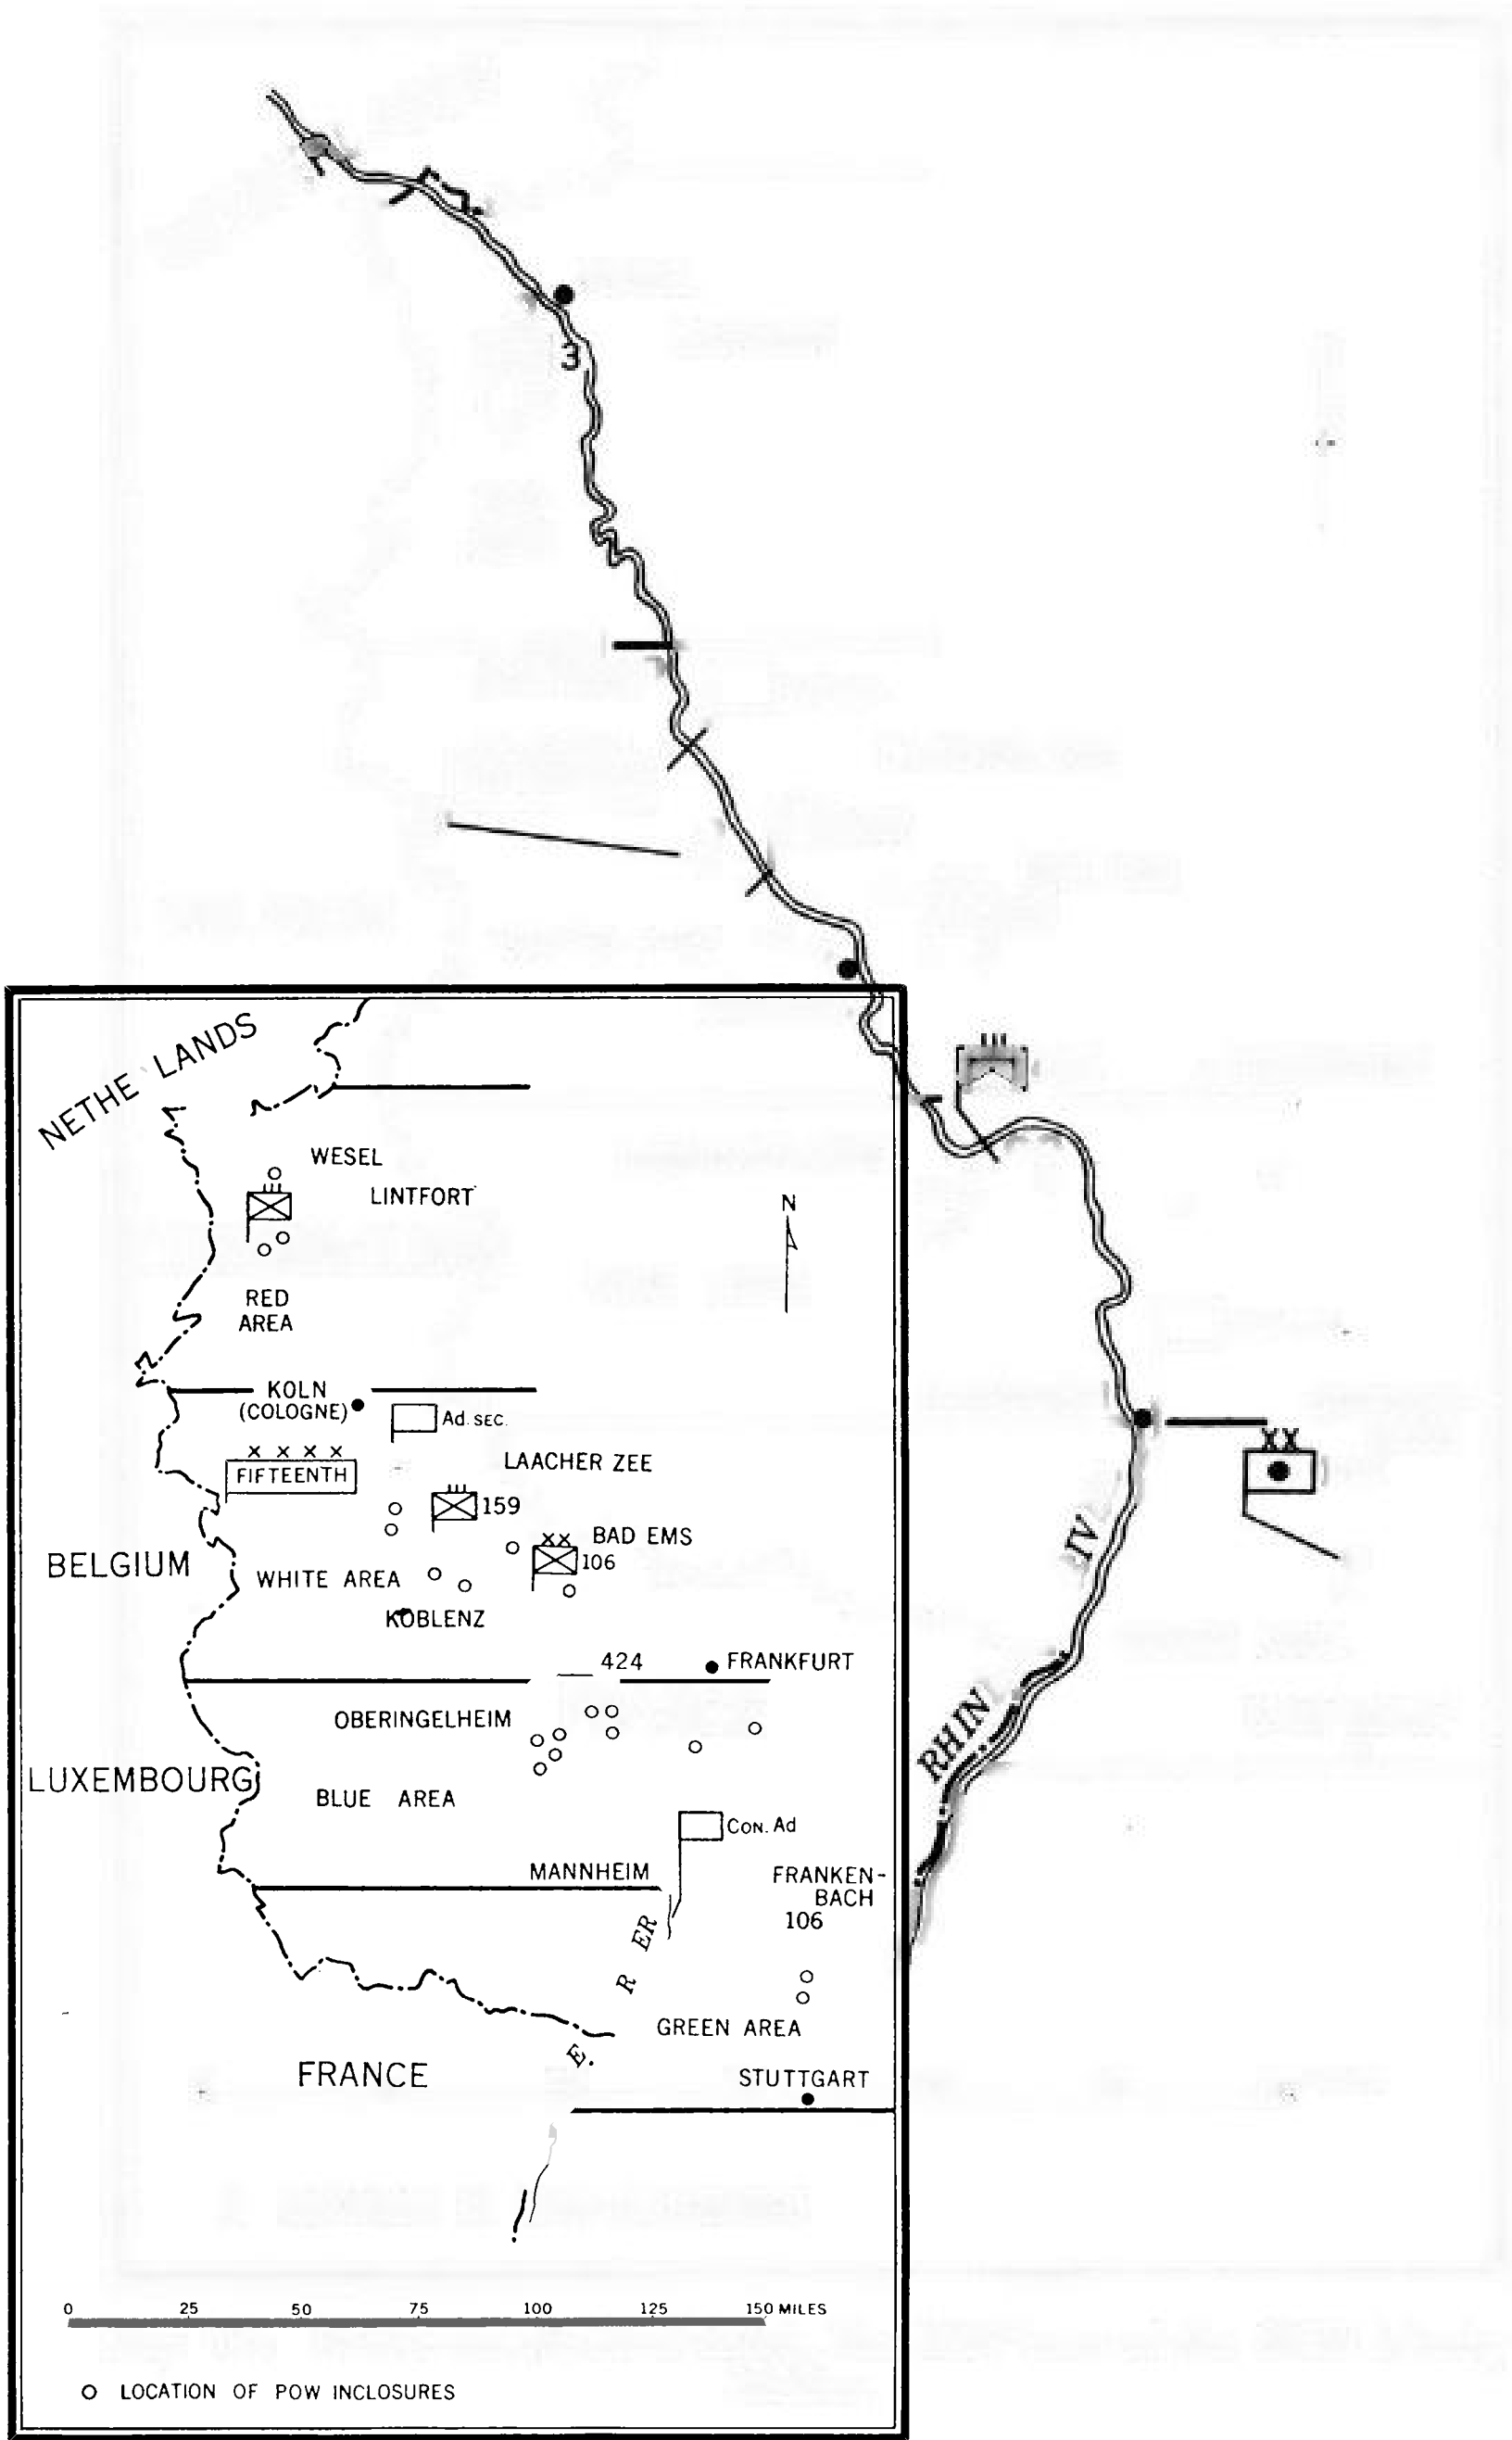 3
NETHE LANDS
WESEL
LINTFORT
N
RED
AREA
KOLN
(COLOGNE)
Ad. SEC.
FIFTEENTH
LAACHER ZEE
159
BAD EMS
106
BELGIUM
WHITE AREA
KOBLENZ
IV
424
FRANKFURT
OBERINGELHEIM
RHIN
LUXEMBOURG
BLUE AREA
CON. Ad
MANNHEIM
FRANKEN-
BACH
106
R ER
GREEN AREA
E.
FRANCE
STUTTGART
0 25 50 75 100 125 150 MILES
LOCATION OF POW INCLOSURES